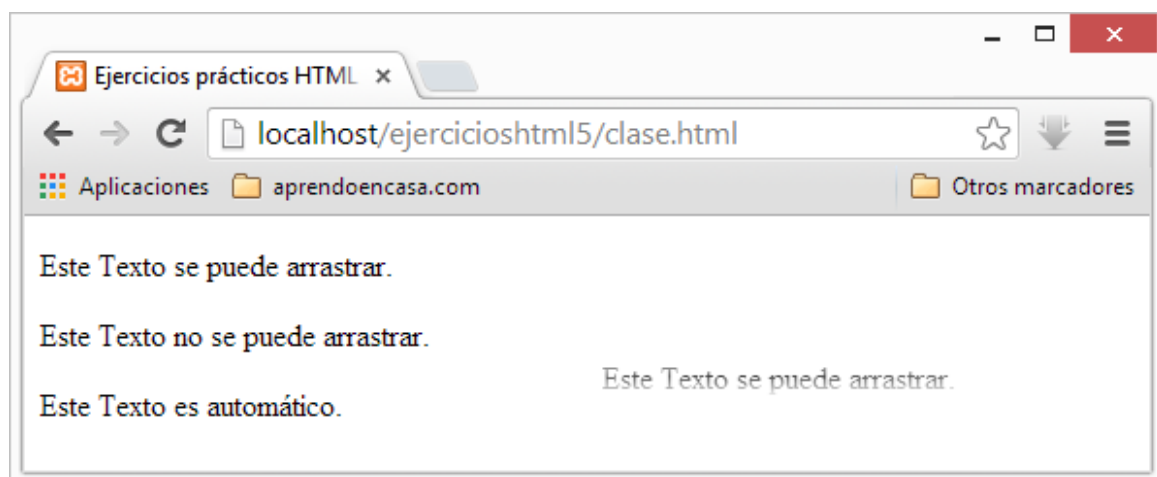 Ejercicios prácticos HTML
localhost/ejercicioshtml5/clase.html
Aplicaciones aprendoencasa.com Otros marcadores
Este Texto se puede arrastrar.
Este Texto no se puede arrastrar.
Este Texto se puede arrastrar.
Este Texto es automático.